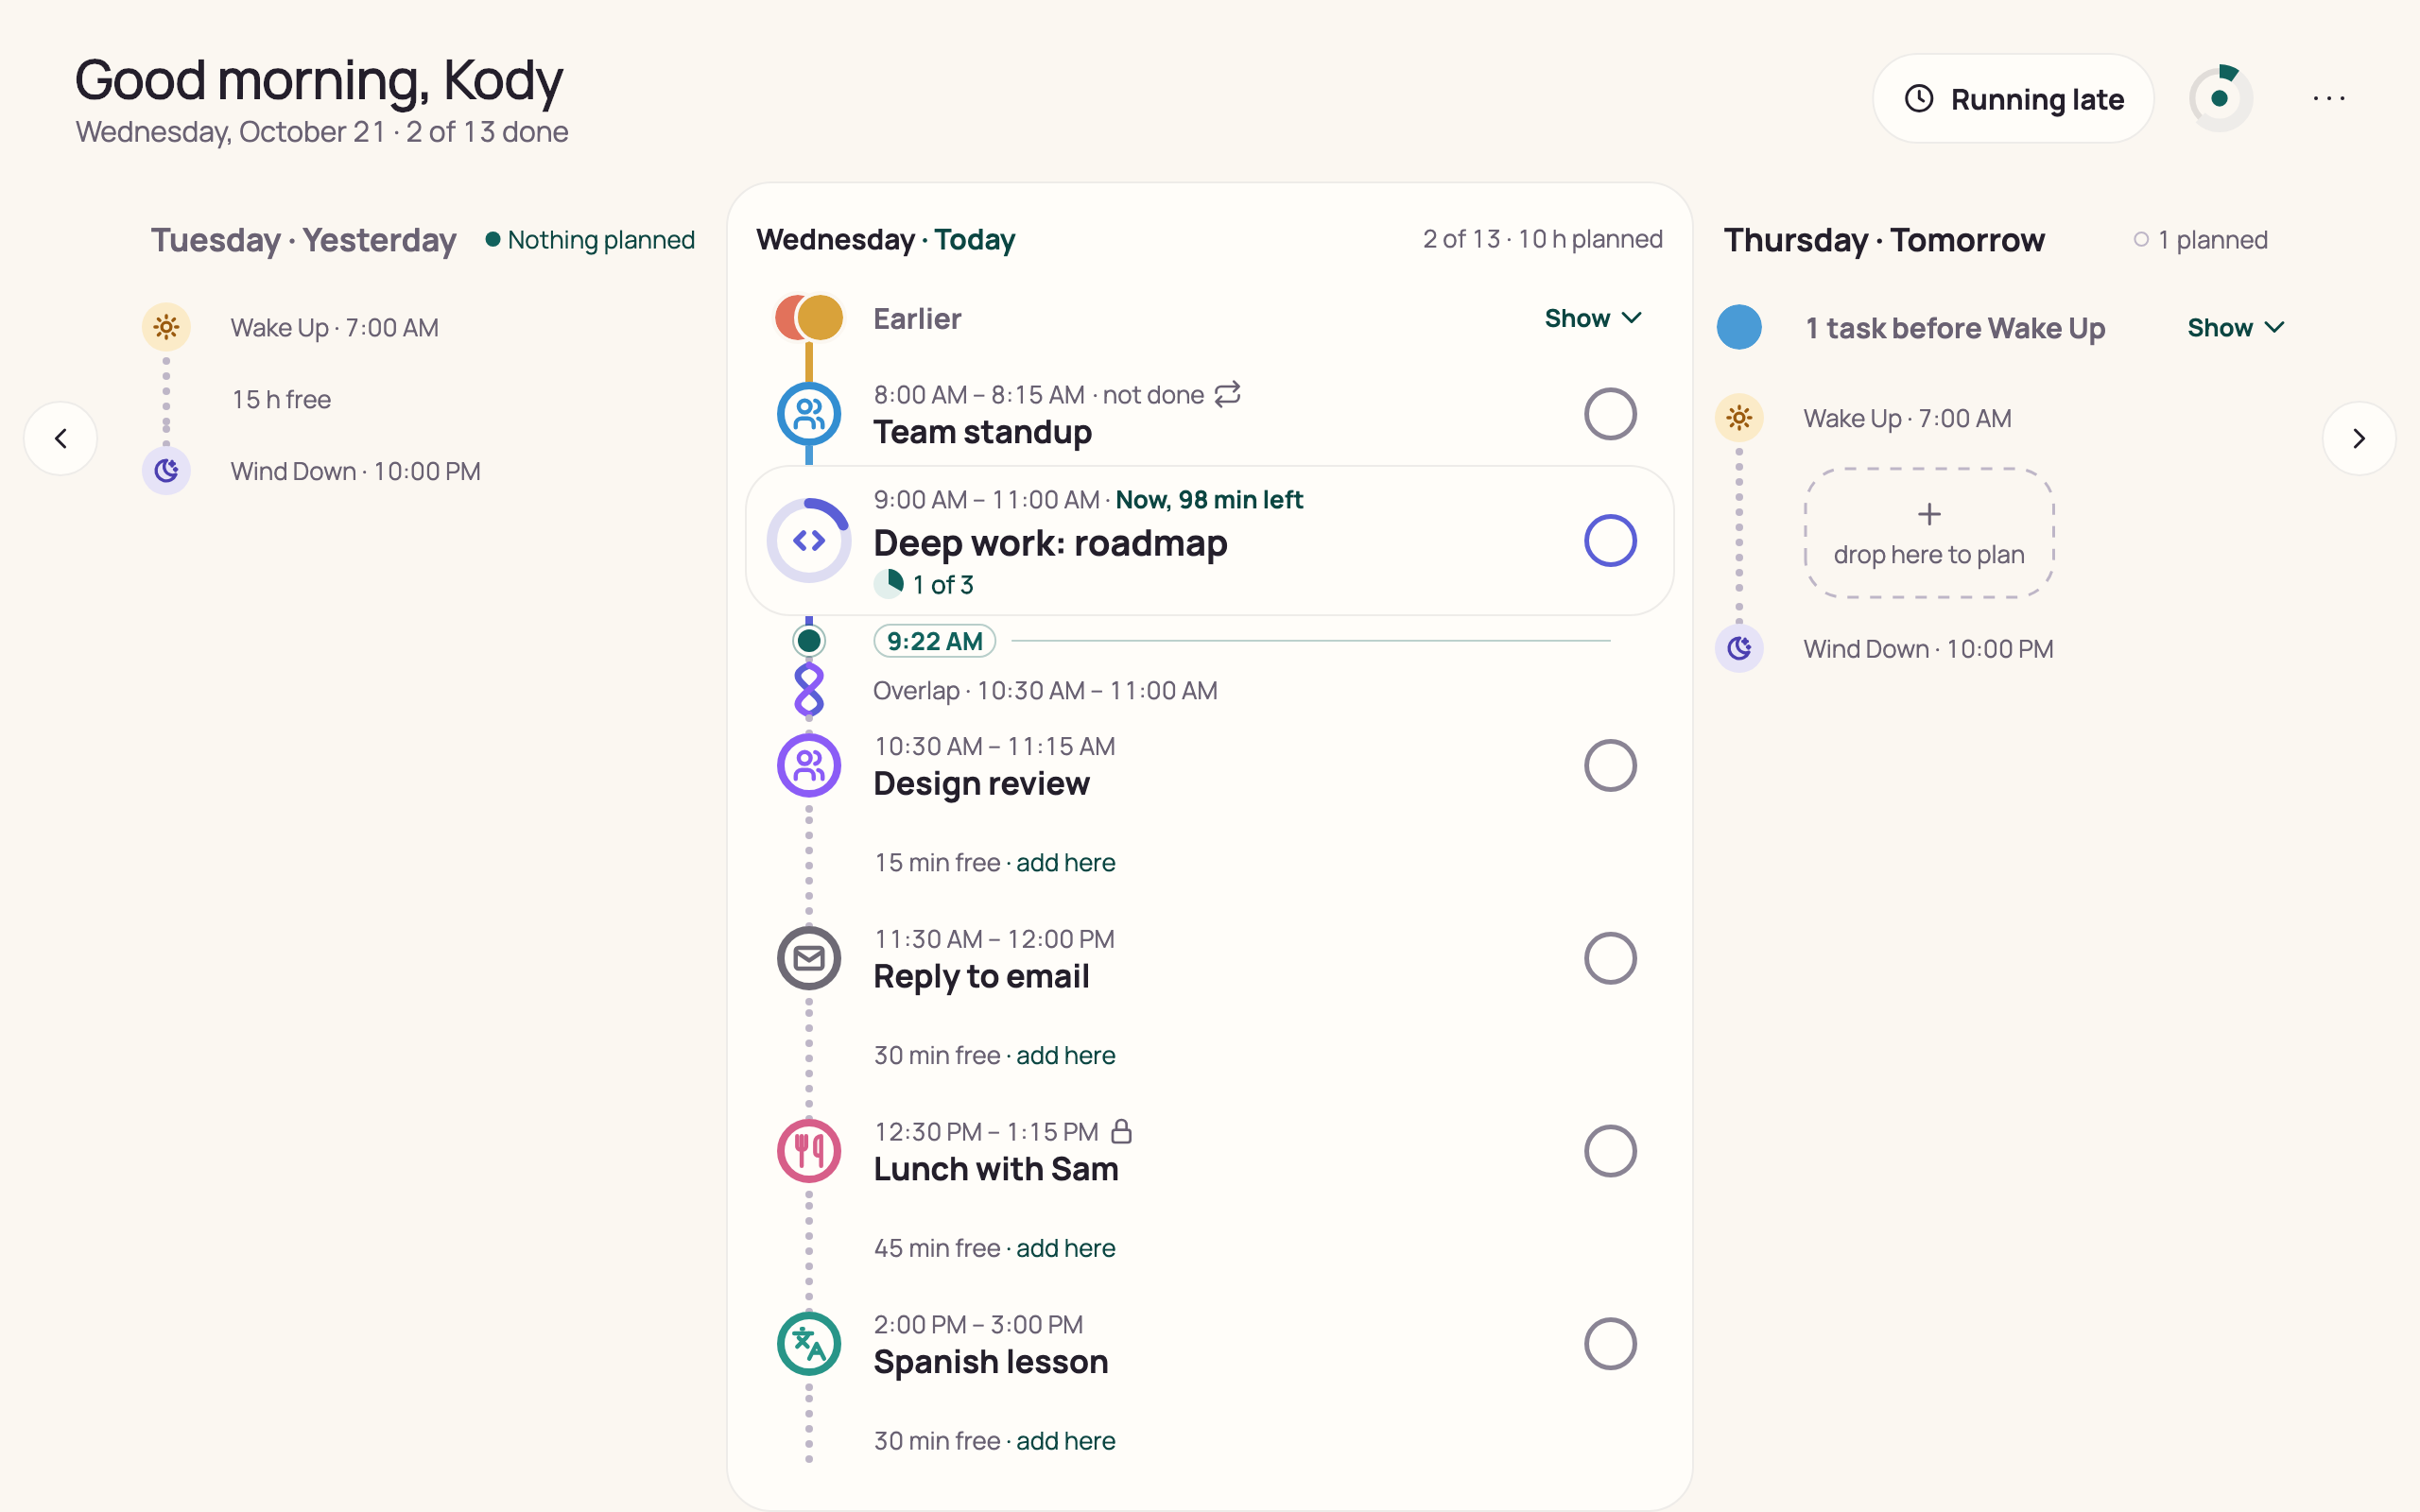 Good morning, Kody
Wednesday, October 21 · 2 of 13 done
Running late
Tuesday · Yesterday
Nothing planned
Wake Up · 7:00 AM
15 h free
Wind Down · 10:00 PM
Wednesday · Today
2 of 13 · 10 h planned
Earlier
Show
8:00 AM – 8:15 AM · not done
Team standup
9:00 AM – 11:00 AM · Now, 98 min left
Deep work: roadmap
1 of 3
9:22 AM
Overlap · 10:30 AM – 11:00 AM
10:30 AM – 11:15 AM
Design review
15 min free · add here
11:30 AM – 12:00 PM
Reply to email
30 min free · add here
12:30 PM – 1:15 PM
Lunch with Sam
45 min free · add here
2:00 PM – 3:00 PM
Spanish lesson
30 min free · add here
Thursday · Tomorrow
1 planned
1 task before Wake Up
Show
Wake Up · 7:00 AM
drop here to plan
Wind Down · 10:00 PM